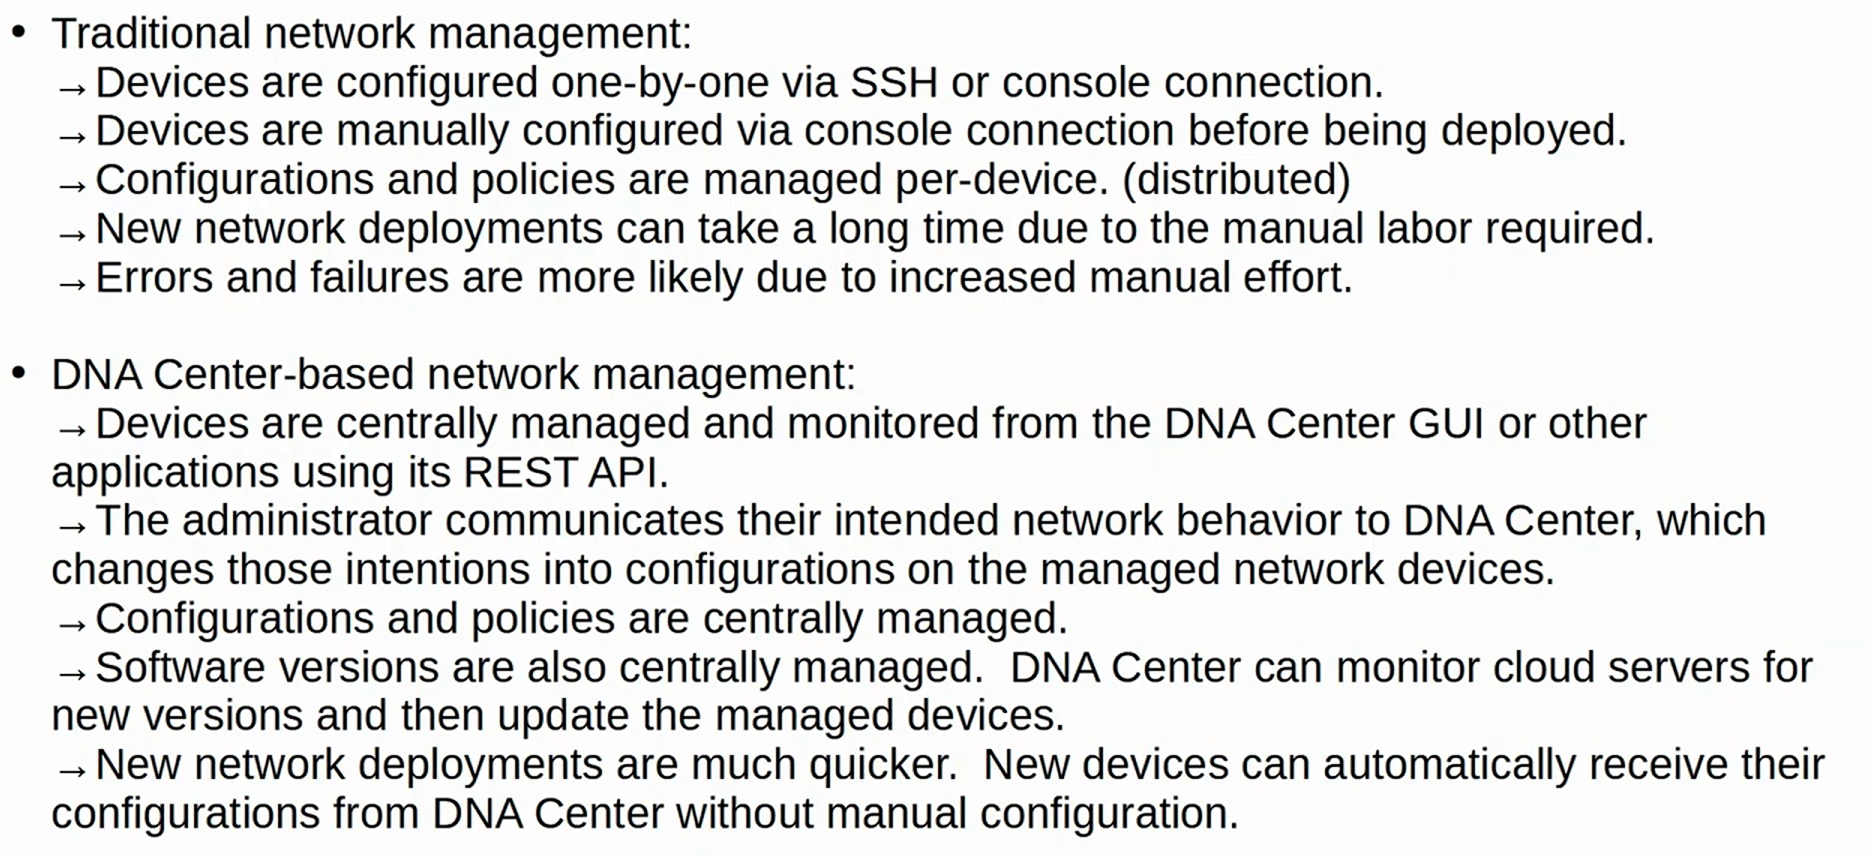 • Traditional network management:
→Devices are configured one-by-one via SSH or console connection.
→Devices are manually configured via console connection before being deployed.
→Configurations and policies are managed per-device. (distributed)
→New network deployments can take a long time due to the manual labor required.
→Errors and failures are more likely due to increased manual effort.
• DNA Center-based network management:
→Devices are centrally managed and monitored from the DNA Center GUI or other
applications using its REST API.
→The administrator communicates their intended network behavior to DNA Center, which
changes those intentions into configurations on the managed network devices.
→Configurations and policies are centrally managed.
→Software versions are also centrally managed.  DNA Center can monitor cloud servers for
new versions and then update the managed devices.
→New network deployments are much quicker.  New devices can automatically receive their
configurations from DNA Center without manual configuration.